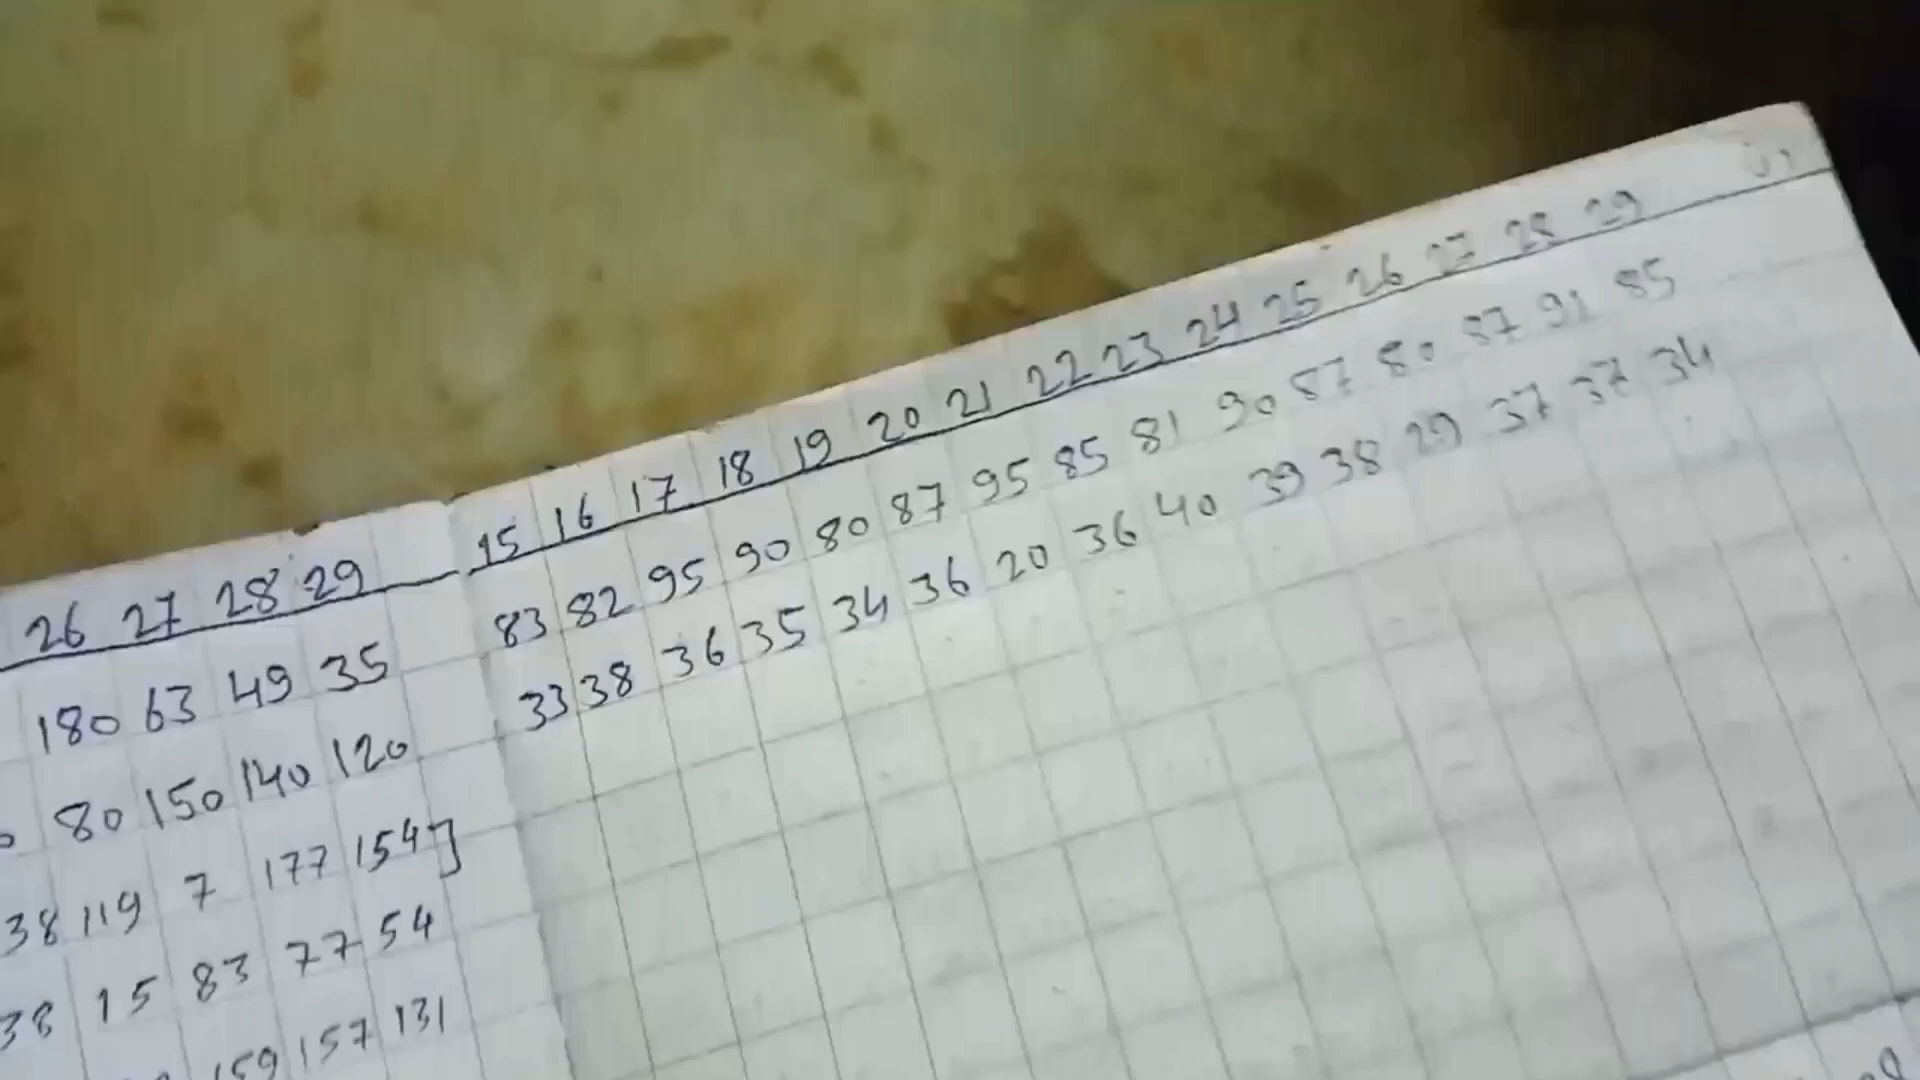 26 27 28 29
180 63 49 35
80 150 140 120
38 119 7 177 154]
38 15 83 77 54
159 157 131
15 16 17 18 19 20 21 22 23 24 25 26 27 28 29
83 82 95 90 80 87 95 85 81 90 87 80 87 91 85
33 38 36 35 34 36 20 36 40 39 38 29 37 37 34